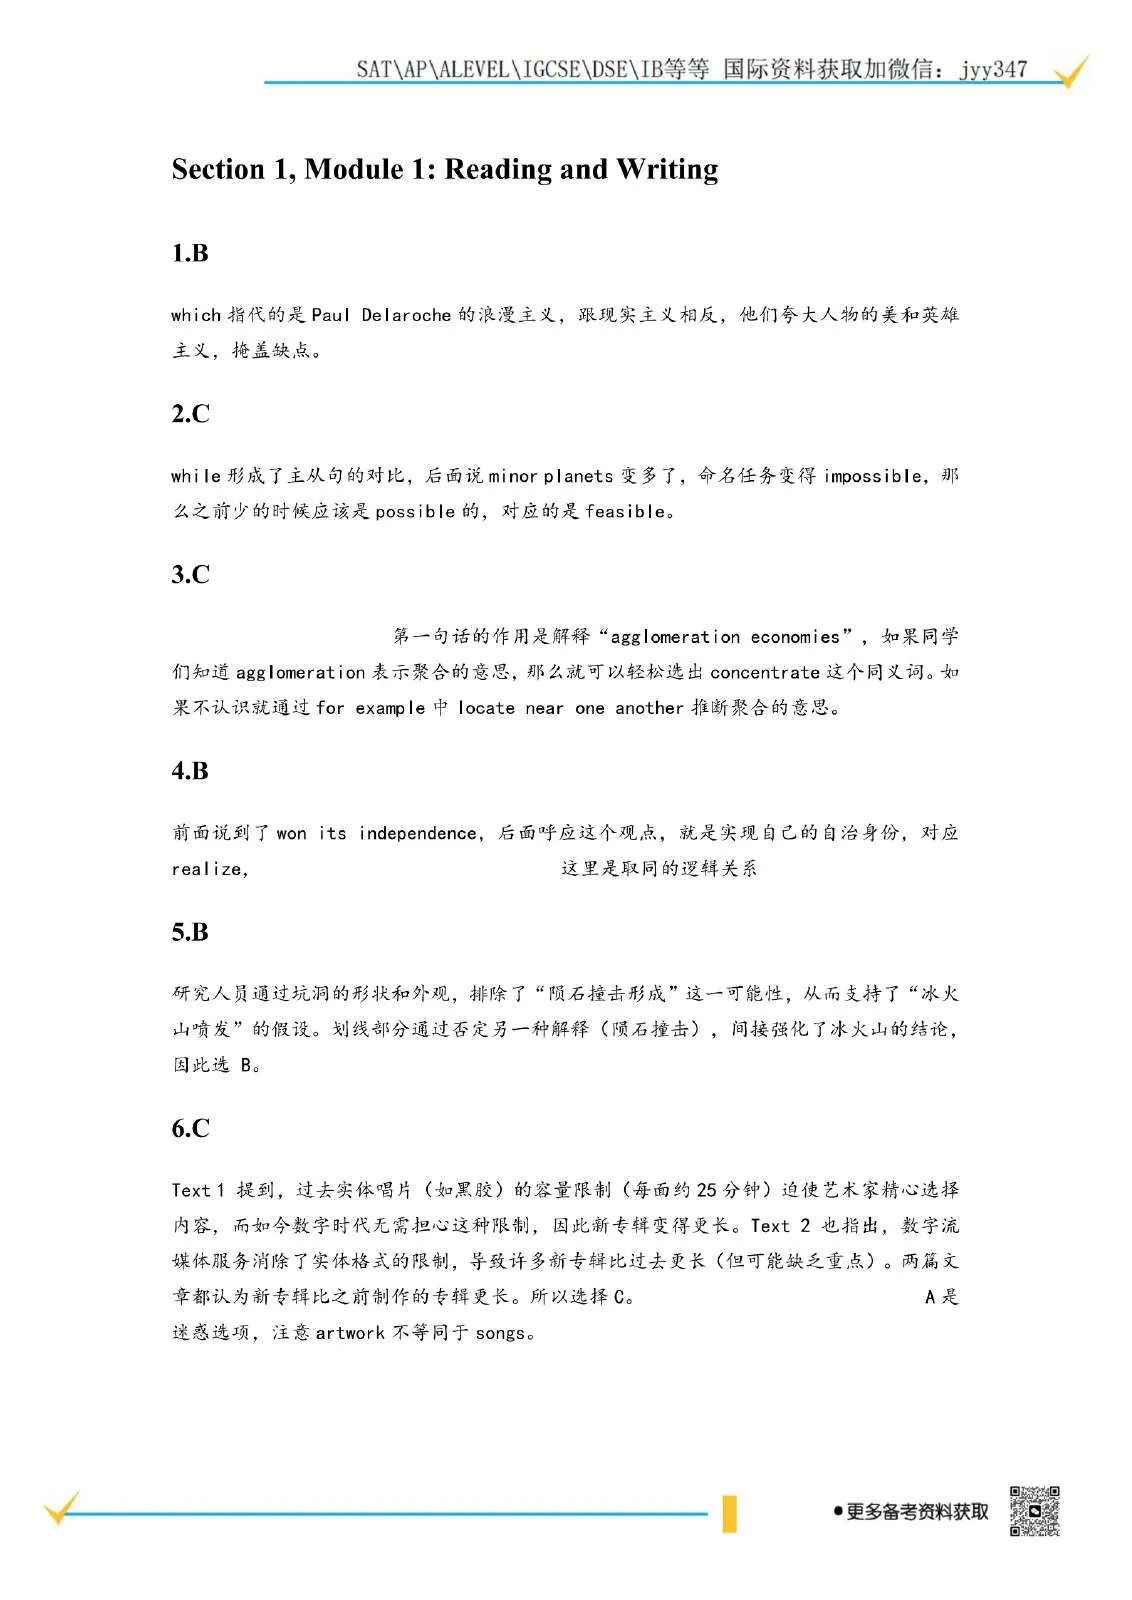 SAT\AP\ALEVEL\IGCSE\DSE\IB等等 国际资料获取加微信：jyy347
Section 1, Module 1: Reading and Writing
1.B
which 指代的是 Paul Delaroche 的浪漫主义，跟现实主义相反，他们夸大人物的美和英雄
主义，掩盖缺点。
2.C
while 形成了主从句的对比，后面说 minor planets 变多了，命名任务变得 impossible，那
么之前少的时候应该是 possible 的，对应的是 feasible。
3.C
第一句话的作用是解释“agglomeration economies”，如果同学
们知道 agglomeration 表示聚合的意思，那么就可以轻松选出 concentrate 这个同义词。如
果不认识就通过 for example 中 locate near one another 推断聚合的意思。
4.B
前面说到了 won its independence，后面呼应这个观点，就是实现自己的自治身份，对应
realize， 这里是取同的逻辑关系
5.B
研究人员通过坑洞的形状和外观，排除了“陨石撞击形成”这一可能性，从而支持了“冰火
山喷发”的假设。划线部分通过否定另一种解释（陨石撞击），间接强化了冰火山的结论，
因此选 B。
6.C
Text 1 提到，过去实体唱片（如黑胶）的容量限制（每面约 25 分钟）迫使艺术家精心选择
内容，而如今数字时代无需担心这种限制，因此新专辑变得更长。Text 2 也指出，数字流
媒体服务消除了实体格式的限制，导致许多新专辑比过去更长（但可能缺乏重点）。两篇文
章都认为新专辑比之前制作的专辑更长。所以选择 C。 A 是
迷惑选项，注意 artwork 不等同于 songs。
•更多备考资料获取